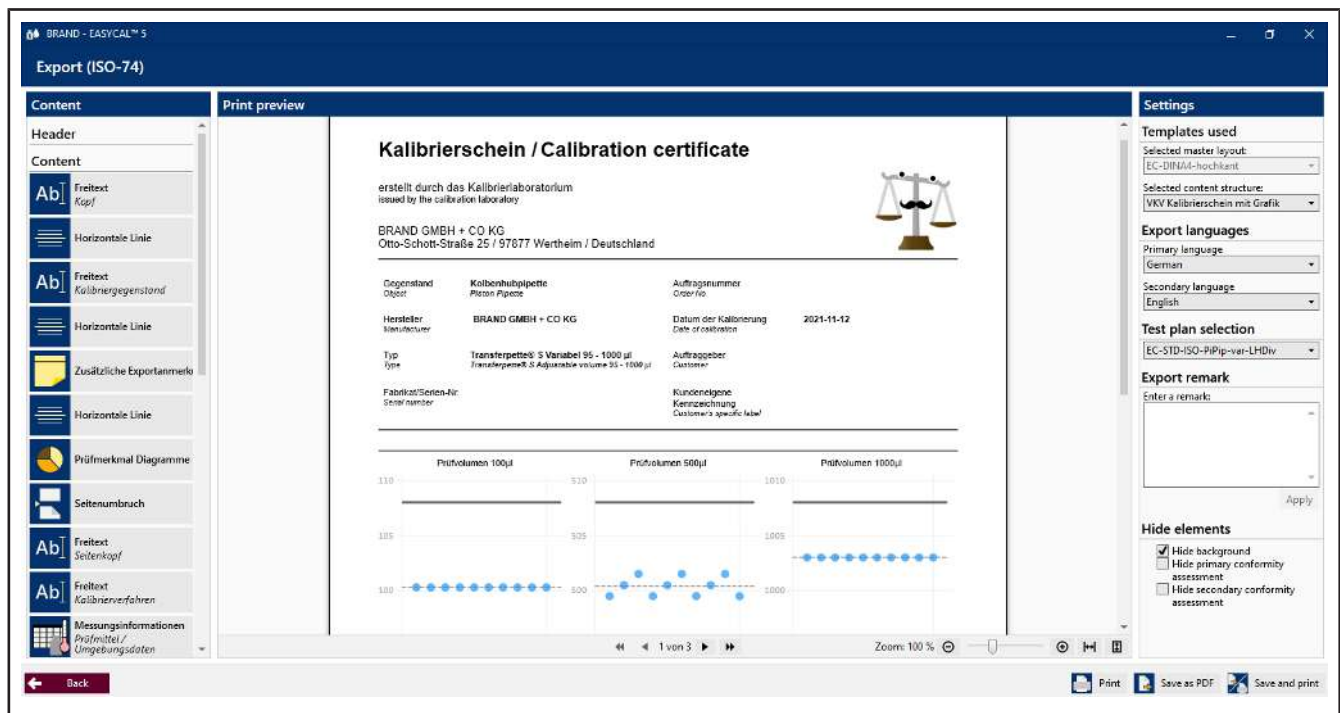 BRAND - EASYCAL™ 5
Export (ISO-74)
Content
Header
Content
Ab
Freitext
Kopf
Horizontale Linie
Ab
Freitext
Kalibriergegenstand
Horizontale Linie
Zusätzliche Exportanmerk
Horizontale Linie
Prüfmerkmal Diagramme
Seitenumbruch
Ab
Freitext
Seitenkopf
Ab
Freitext
Kalibrierverfahren
Messungsinformationen
Prüfmittel /
Umgebungsdaten
Print preview
Kalibrierschein / Calibration certificate
erstellt durch das Kalibrierlaboratorium
issued by the calibration laboratory
BRAND GMBH + CO KG
Otto-Schott-Straße 25 / 97877 Wertheim / Deutschland
Gegenstand Kolbenhubpipette Auftragsnummer
Object Piston Pipette Order No.
Hersteller BRAND GMBH + CO KG Datum der Kalibrierung 2021-11-12
Manufacturer Date of calibration
Typ Transferpette® S Variabel 95 - 1000 µl Auftraggeber
Type Transferpette® S Adjustable volume 95 - 1000 µl Customer
Fabrikat/Serien-Nr. Kundeneigene
Serial number Kennzeichnung
Customer's specific label
Prüfvolumen 100µl Prüfvolumen 500µl Prüfvolumen 1000µl
110 510 1010
105 505 1005
100 500 1000
1 von 3
Zoom: 100 %
Settings
Templates used
Selected master layout:
EC-DINA4-hochkant
Selected content structure:
VKV Kalibrierschein mit Grafik
Export languages
Primary language
German
Secondary language
English
Test plan selection
EC-STD-ISO-PiPip-var-LHDiv
Export remark
Enter a remark:
Apply
Hide elements
Hide background
Hide primary conformity
assessment
Hide secondary conformity
assessment
Back
Print
Save as PDF
Save and print